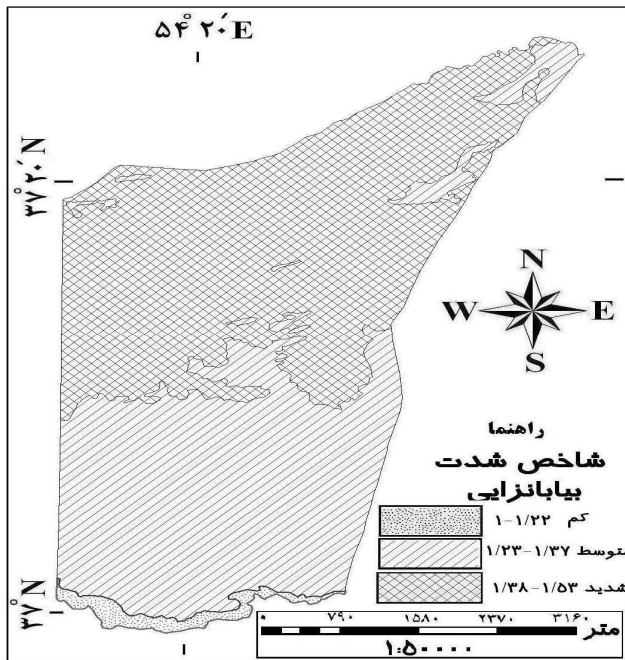 ۵۴° ۲۰′ E
۳۷° ۲۰′ N
N
W E
S
راهنما
شاخص شدت
بیابانزایی
کم ۱-۱/۲۲
متوسط ۱/۲۳-۱/۳۷
شدید ۱/۳۸-۱/۵۳
۳۷° N
۰ ۷۹۰ ۱۵۸۰ ۲۳۷۰ ۳۱۶۰ متر
۱:۵۰۰۰۰